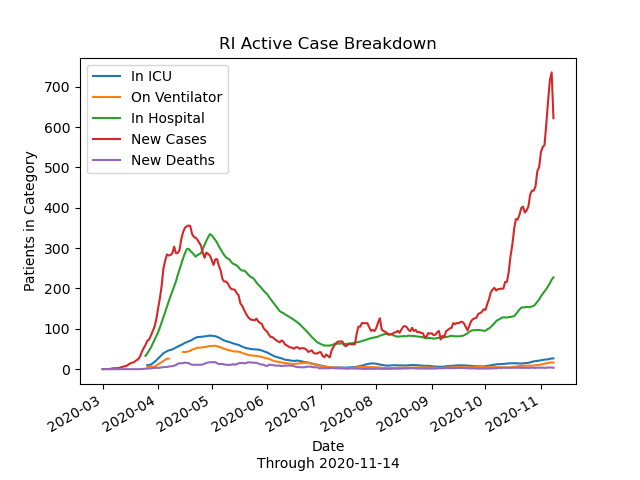 RI Active Case Breakdown
In ICU
On Ventilator
In Hospital
New Cases
New Deaths
Patients in Category
700
600
500
400
300
200
100
0
2020-03
2020-04
2020-05
2020-06
2020-07
2020-08
2020-09
2020-10
2020-11
Date
Through 2020-11-14